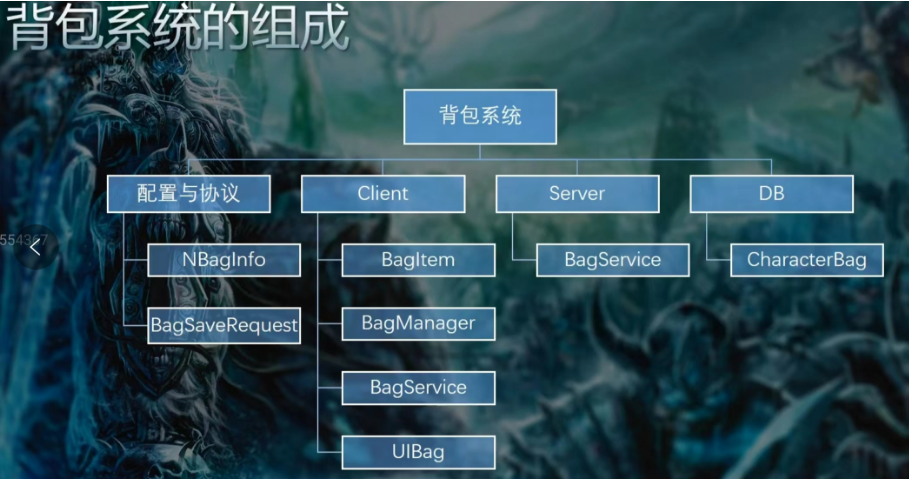 背包系统的组成
背包系统
配置与协议
Client
Server
DB
NBagInfo
BagItem
BagService
CharacterBag
BagSaveRequest
BagManager
BagService
UIBag